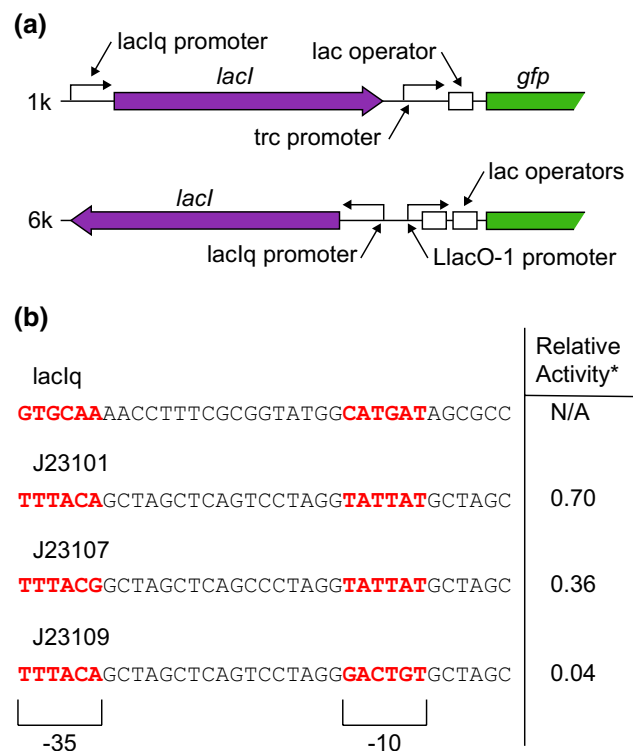 (a)
lacIq promoter
lacI
lac operator
gfp
1k
trc promoter
lacI
lac operators
6k
lacIq promoter
LlacO-1 promoter
(b)
Relative
Activity*
lacIq
GTGCAAAACCTTTCGCGGTATGGCATGATAGCGCC N/A
J23101
TTTACAGCTAGCTCAGTCCTAGGTATTATGCTAGC 0.70
J23107
TTTACGGCTAGCTCAGCCCTAGGTATTATGCTAGC 0.36
J23109
TTTACAGCTAGCTCAGTCCTAGGGACTGTGCTAGC 0.04
-35 -10